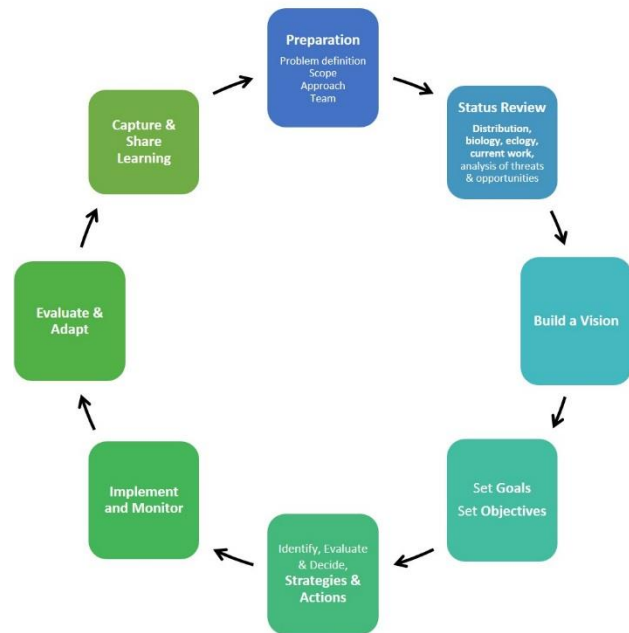 Preparation
Problem definition
Scope
Approach
Team
Status Review
Distribution,
biology, eclogy,
current work,
analysis of threats
& opportunities
Build a Vision
Set Goals
Set Objectives
Identify, Evaluate
& Decide,
Strategies &
Actions
Implement
and Monitor
Evaluate &
Adapt
Capture &
Share
Learning